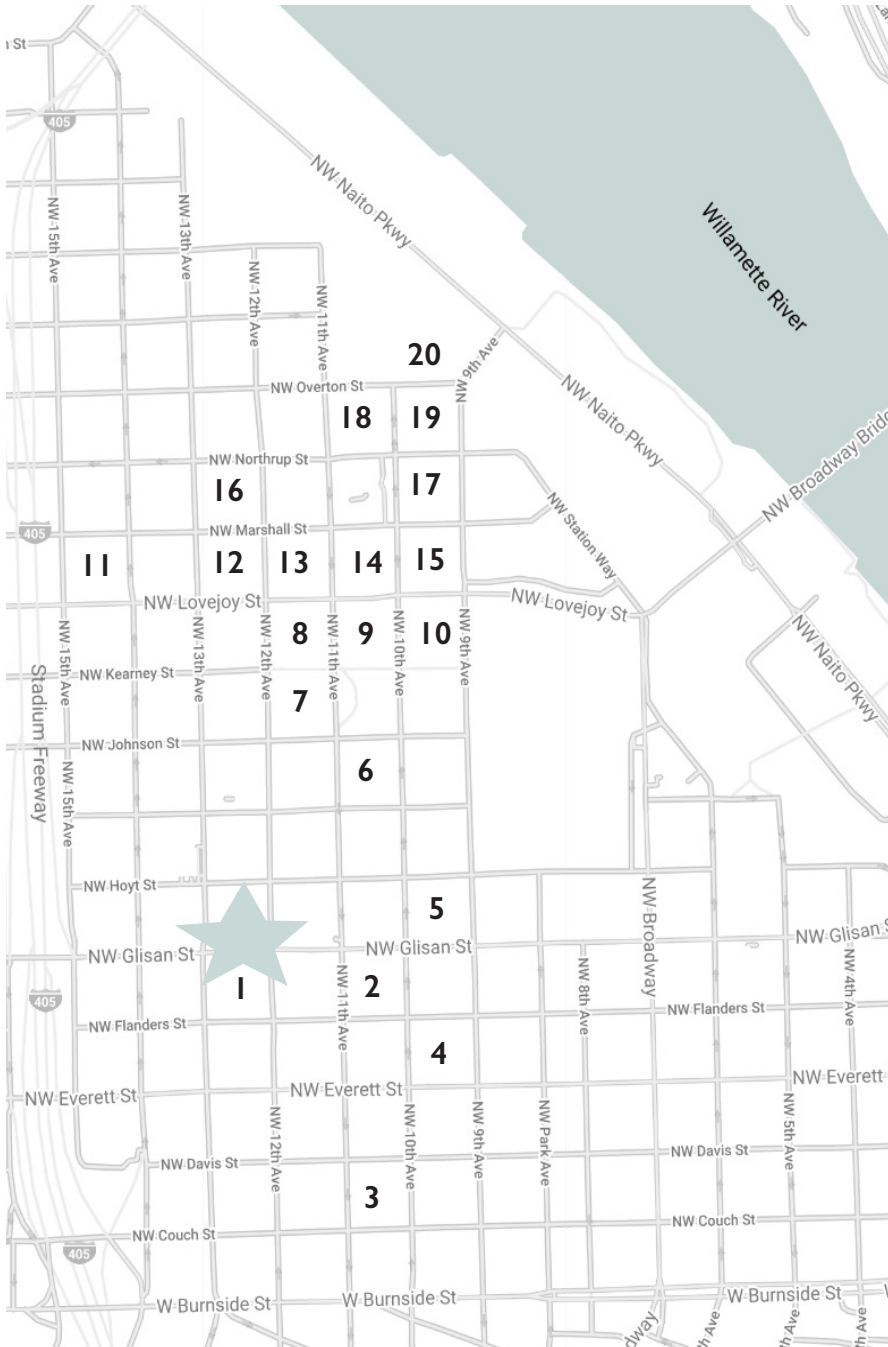 405
NW Naito Pkwy
Willamette River
NW 15th Ave
NW 13th Ave
NW 12th Ave
NW 11th Ave
20
NW 9th Ave
NW Overton St
NW Naito Pkwy
18
19
NW Broadway Bridg
NW Northrup St
16
17
405
NW Marshall St
NW Station Way
11
12
13
14
15
NW Lovejoy St
NW Lovejoy St
NW 15th Ave
NW 13th Ave
NW 12th Ave
NW 11th Ave
NW 10th Ave
NW 9th Ave
8
9
10
NW Naito Pkwy
Stadium Freeway
NW Kearney St
7
NW Johnson St
6
NW 15th Ave
NW Hoyt St
5
NW Broadway
NW Glisan St
NW Glisan St
NW Glisan S
1
2
NW 11th Ave
NW 8th Ave
NW 4th Ave
405
NW Flanders St
NW Flanders St
4
NW Everett St
NW Everett St
NW Everett
NW 12th Ave
NW 10th Ave
NW 9th Ave
NW Park Ave
NW 5th Ave
NW Davis St
NW Davis St
3
NW Couch St
NW Couch St
405
W Burnside St
W Burnside St
W Burnside St
dway
h Ave
h Ave
Ave